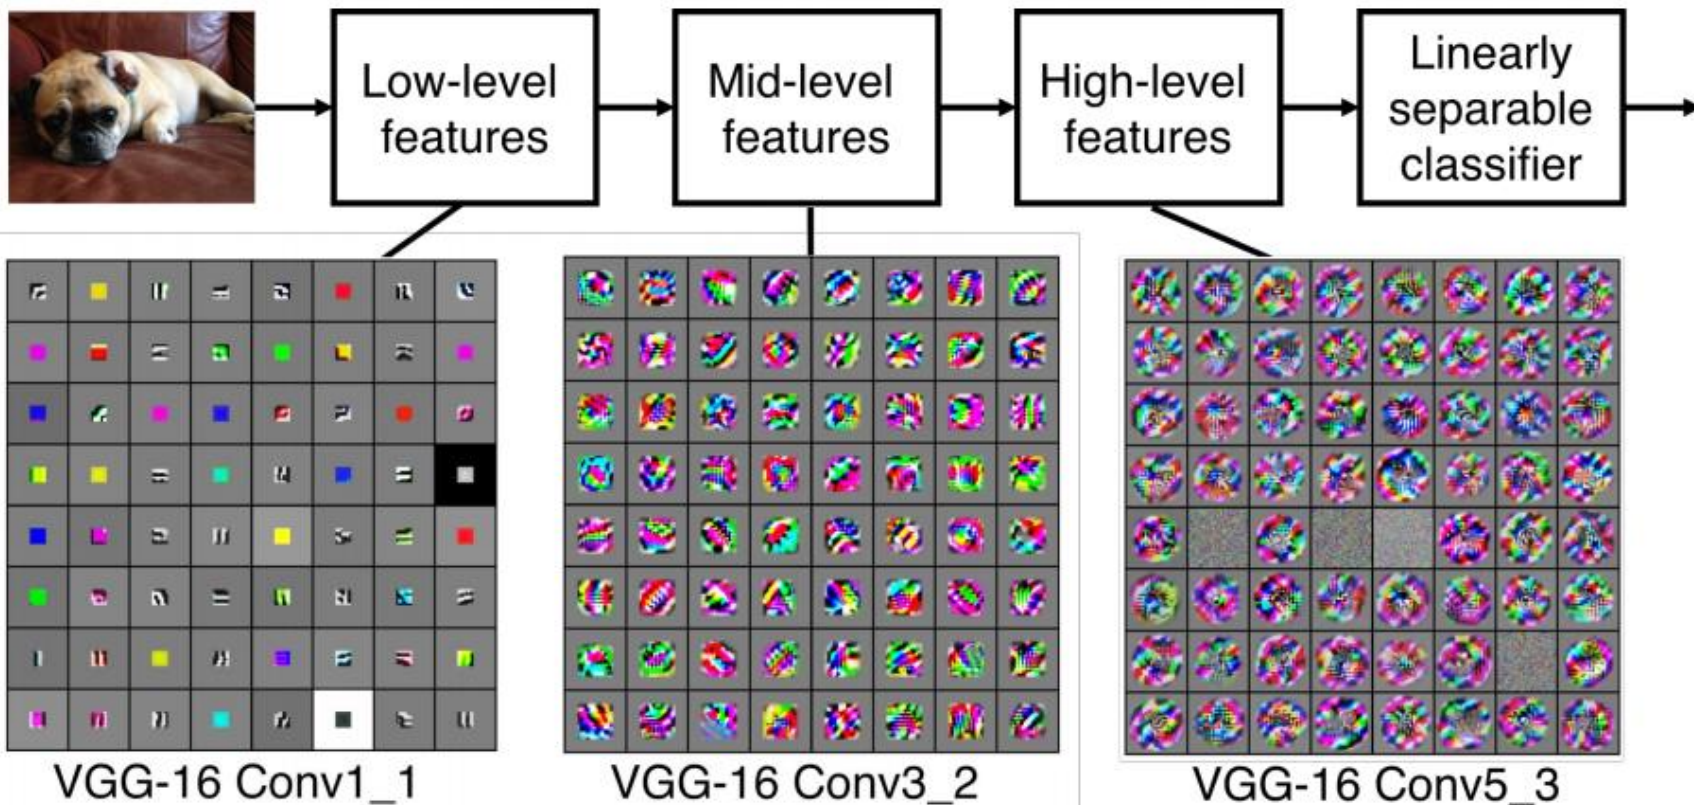 Low-level
features
Mid-level
features
High-level
features
Linearly
separable
classifier
VGG-16 Conv1_1
VGG-16 Conv3_2
VGG-16 Conv5_3